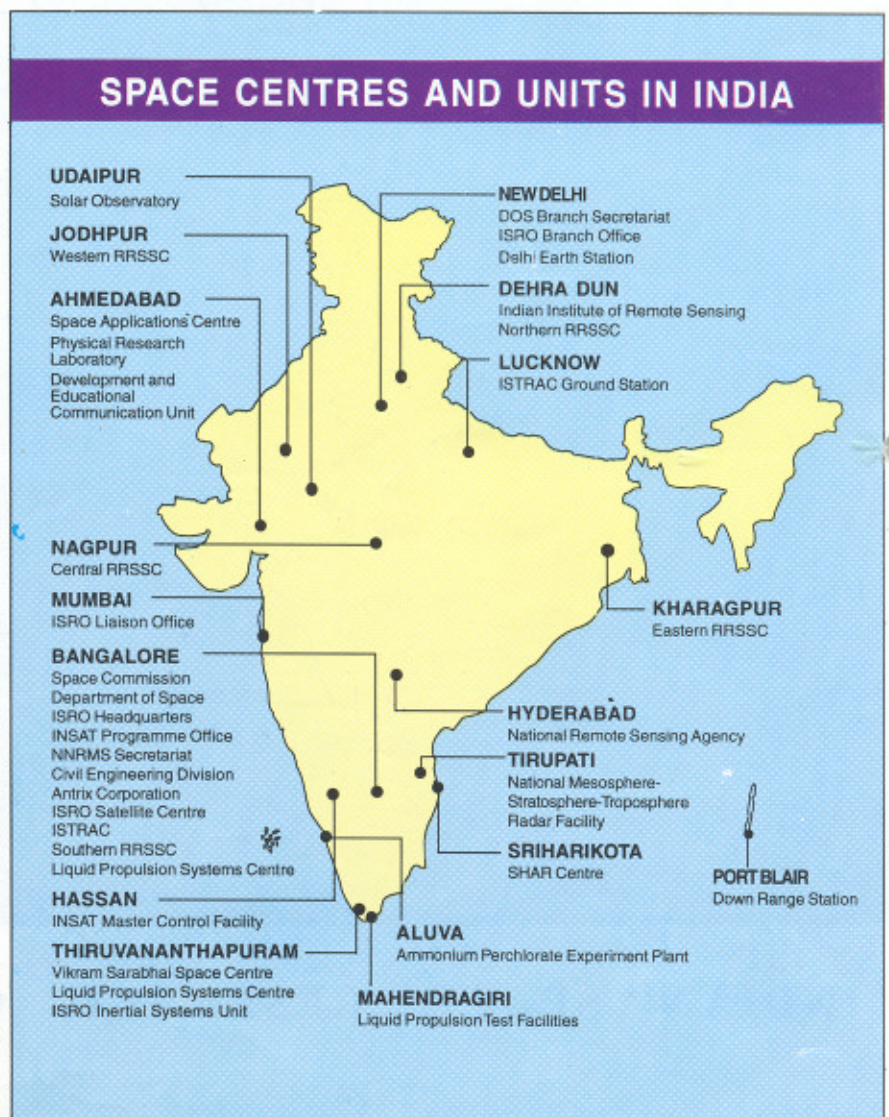 SPACE CENTRES AND UNITS IN INDIA
UDAIPUR
Solar Observatory
JODHPUR
Western RRSSC
AHMEDABAD
Space Applications Centre
Physical Research
Laboratory
Development and
Educational
Communication Unit
NAGPUR
Central RRSSC
MUMBAI
ISRO Liaison Office
BANGALORE
Space Commission
Department of Space
ISRO Headquarters
INSAT Programme Office
NNRMS Secretariat
Civil Engineering Division
Antrix Corporation
ISRO Satellite Centre
ISTRAC
Southern RRSSC
Liquid Propulsion Systems Centre
HASSAN
INSAT Master Control Facility
THIRUVANANTHAPURAM
Vikram Sarabhai Space Centre
Liquid Propulsion Systems Centre
ISRO Inertial Systems Unit
NEW DELHI
DOS Branch Secretariat
ISRO Branch Office
Delhi Earth Station
DEHRA DUN
Indian Institute of Remote Sensing
Northern RRSSC
LUCKNOW
ISTRAC Ground Station
KHARAGPUR
Eastern RRSSC
HYDERABAD
National Remote Sensing Agency
TIRUPATI
National Mesosphere-
Stratosphere-Troposphere
Radar Facility
SRIHARIKOTA
SHAR Centre
PORT BLAIR
Down Range Station
ALUVA
Ammonium Perchlorate Experiment Plant
MAHENDRAGIRI
Liquid Propulsion Test Facilities